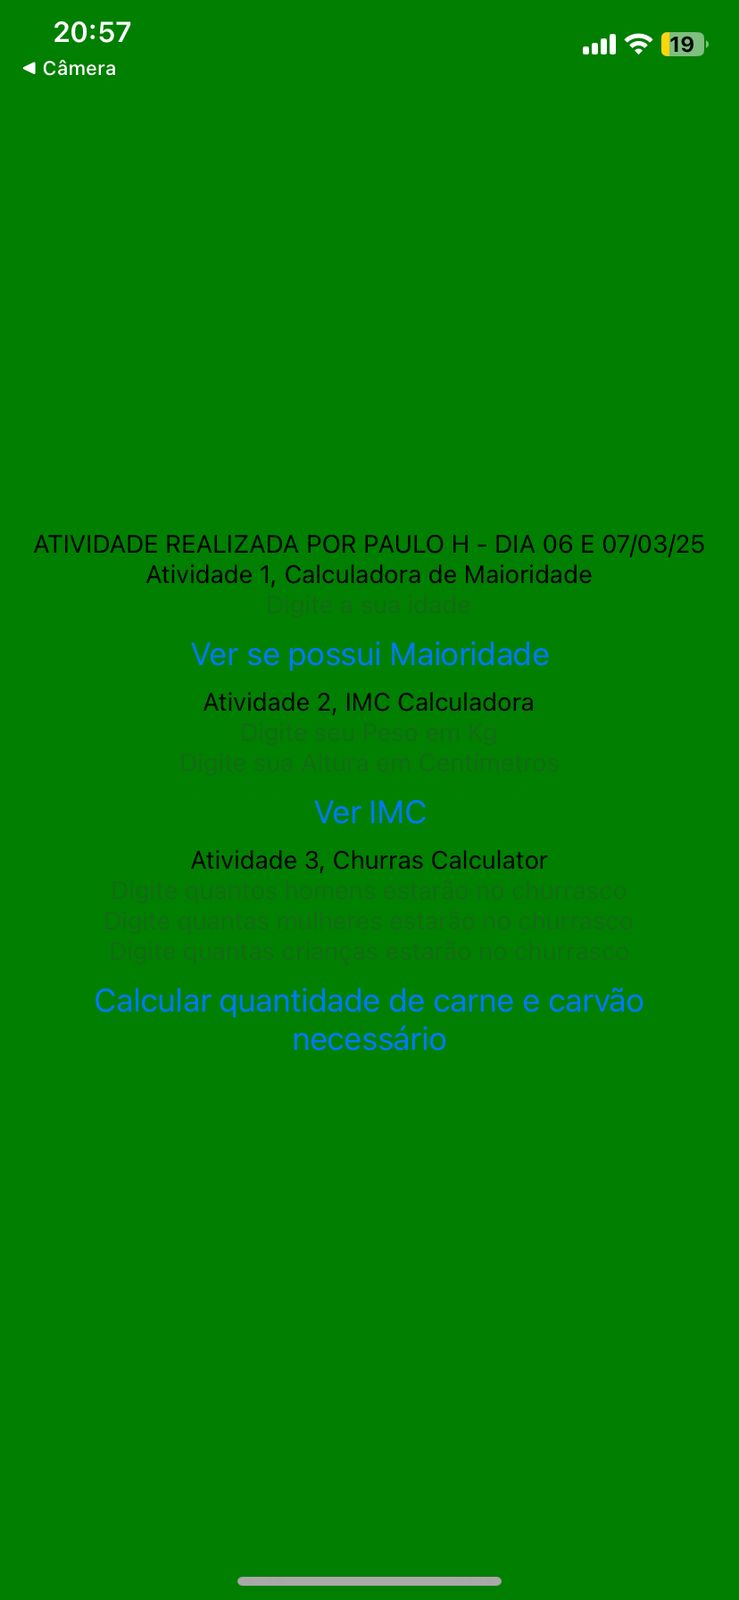 20:57
19
◀ Câmera
ATIVIDADE REALIZADA POR PAULO H - DIA 06 E 07/03/25
Atividade 1, Calculadora de Maioridade
Digite a sua idade
Ver se possui Maioridade
Atividade 2, IMC Calculadora
Digite seu Peso em Kg
Digite sua Altura em Centímetros
Ver IMC
Atividade 3, Churras Calculator
Digite quantos homens estarão no churrasco
Digite quantas mulheres estarão no churrasco
Digite quantas crianças estarão no churrasco
Calcular quantidade de carne e carvão
necessário